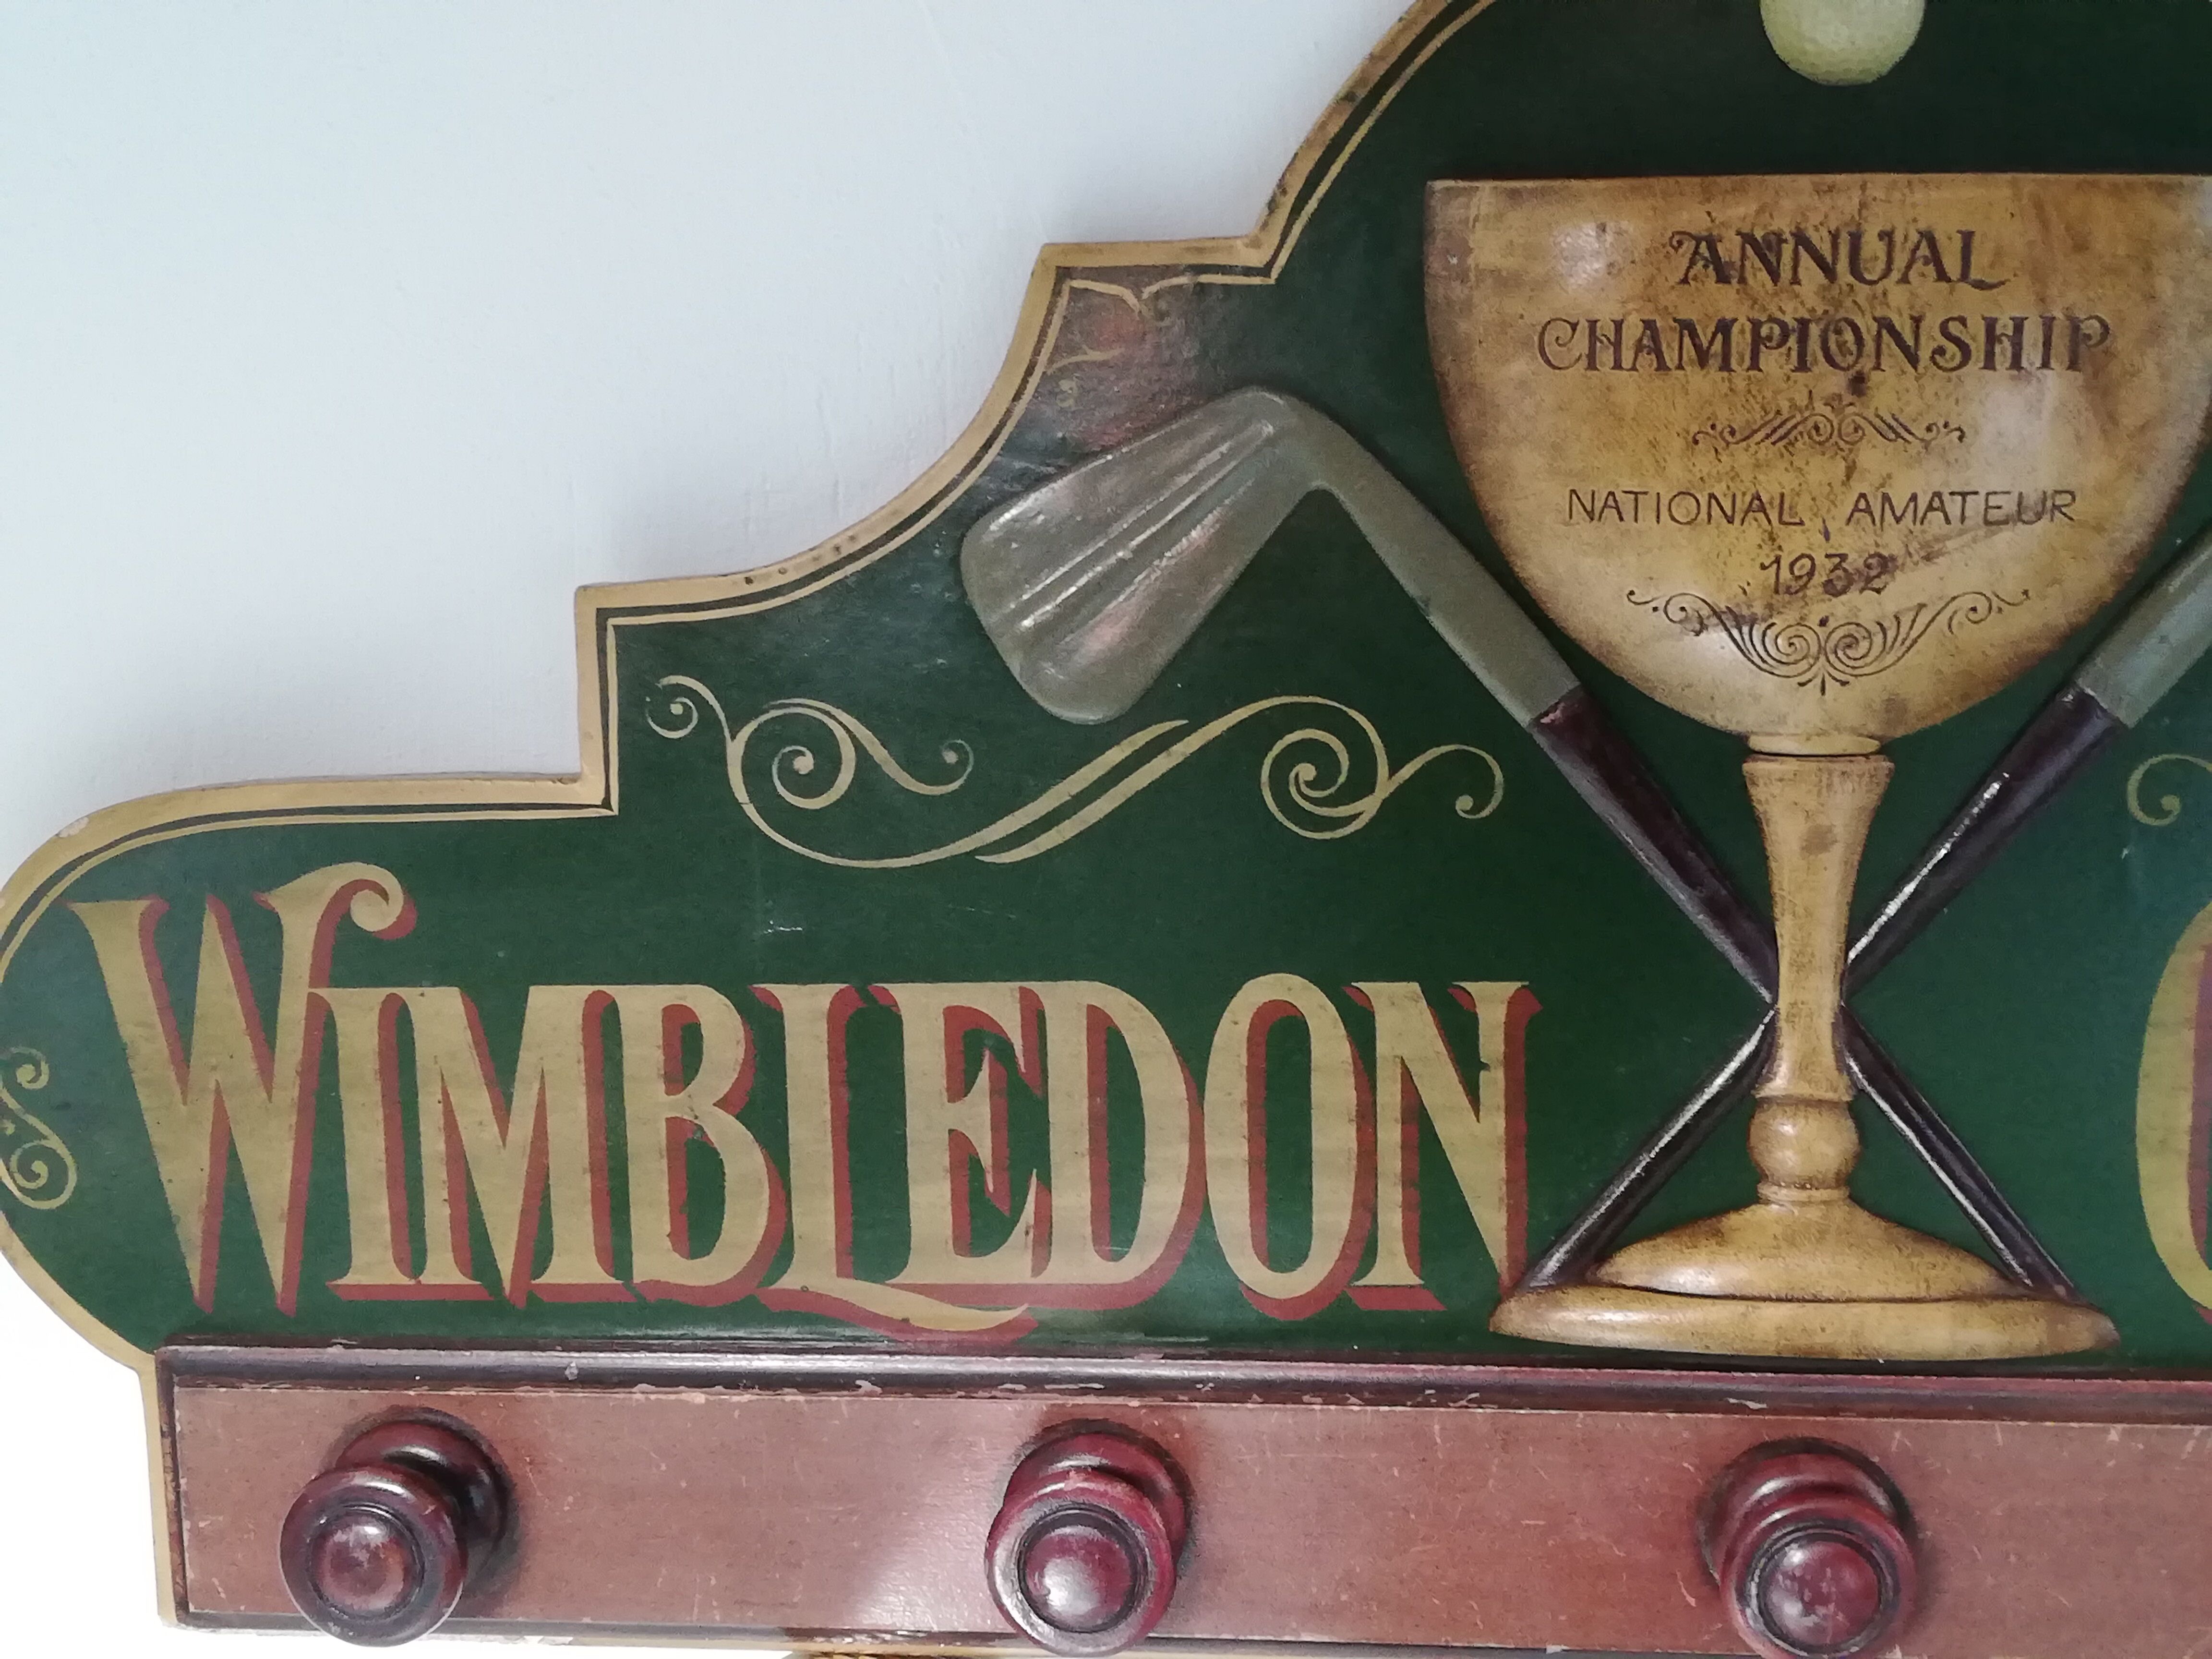 ANNUAL
CHAMPIONSHIP
NATIONAL AMATEUR
1932
WIMBLEDON